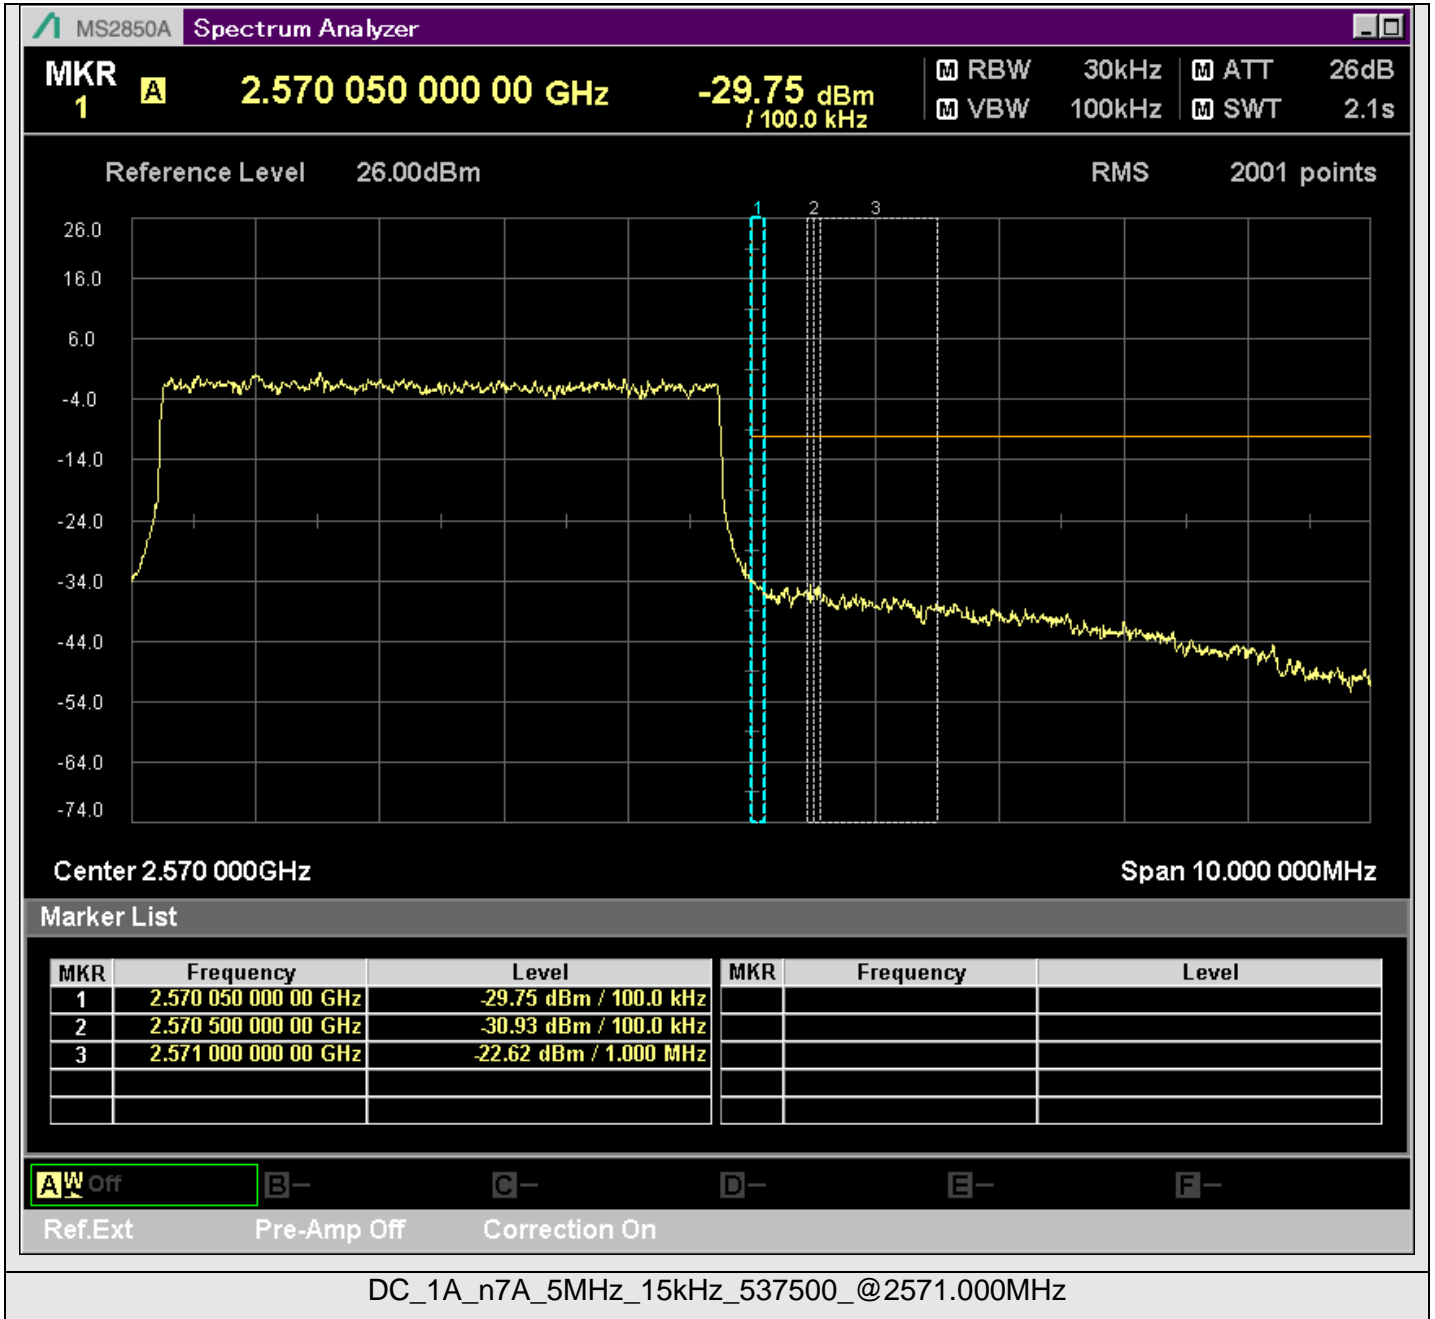 MS2850A Spectrum Analyzer
MKR 1 A 2.570 050 000 00 GHz -29.75 dBm / 100.0 kHz
M RBW 30kHz M ATT 26dB
M VBW 100kHz M SWT 2.1s
Reference Level 26.00dBm RMS 2001 points
1 2 3
26.0
16.0
6.0
-4.0
-14.0
-24.0
-34.0
-44.0
-54.0
-64.0
-74.0
Center 2.570 000GHz Span 10.000 000MHz
Marker List
MKR Frequency Level MKR Frequency Level
1 2.570 050 000 00 GHz -29.75 dBm / 100.0 kHz
2 2.570 500 000 00 GHz -30.93 dBm / 100.0 kHz
3 2.571 000 000 00 GHz -22.62 dBm / 1.000 MHz
A W Off B— C— D— E— F—
Ref.Ext Pre-Amp Off Correction On
DC_1A_n7A_5MHz_15kHz_537500_@2571.000MHz